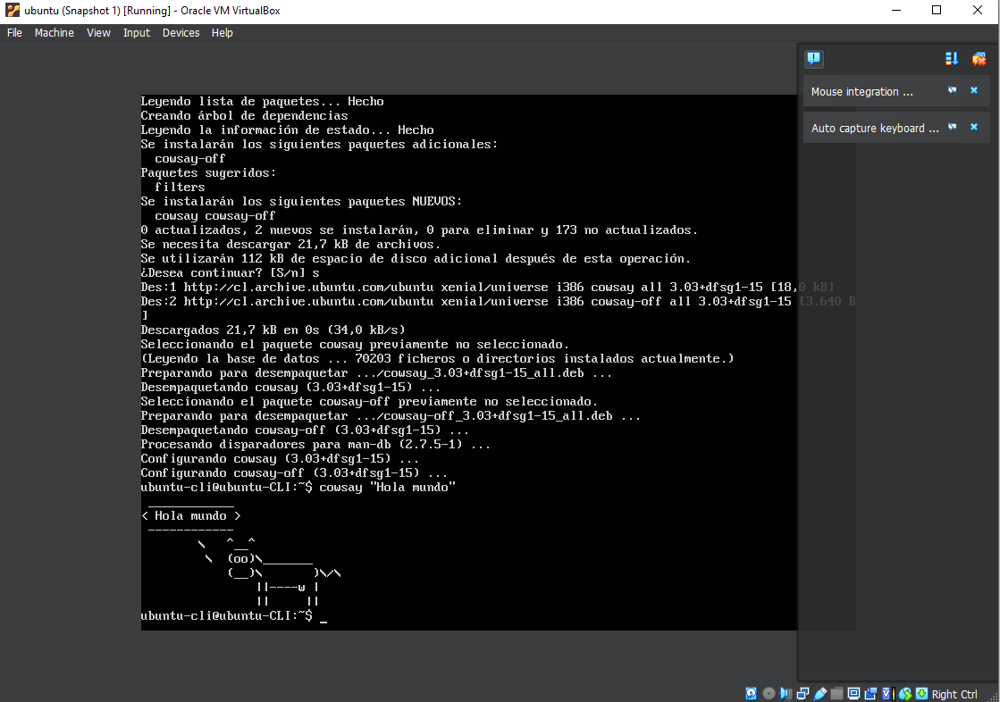 ubuntu (Snapshot 1) [Running] - Oracle VM VirtualBox
File Machine View Input Devices Help
Mouse integration ...
Auto capture keyboard ...
Leyendo lista de paquetes... Hecho
Creando árbol de dependencias
Leyendo la información de estado... Hecho
Se instalarán los siguientes paquetes adicionales:
  cowsay-off
Paquetes sugeridos:
  filters
Se instalarán los siguientes paquetes NUEVOS:
  cowsay cowsay-off
0 actualizados, 2 nuevos se instalarán, 0 para eliminar y 173 no actualizados.
Se necesita descargar 21,7 kB de archivos.
Se utilizarán 112 kB de espacio de disco adicional después de esta operación.
¿Desea continuar? [S/n] s
Des:1 http://cl.archive.ubuntu.com/ubuntu xenial/universe i386 cowsay all 3.03+dfsg1-15 [18,0 kB]
Des:2 http://cl.archive.ubuntu.com/ubuntu xenial/universe i386 cowsay-off all 3.03+dfsg1-15 [3.640 B
]
Descargados 21,7 kB en 0s (34,0 kB/s)
Seleccionando el paquete cowsay previamente no seleccionado.
(Leyendo la base de datos ... 70203 ficheros o directorios instalados actualmente.)
Preparando para desempaquetar .../cowsay_3.03+dfsg1-15_all.deb ...
Desempaquetando cowsay (3.03+dfsg1-15) ...
Seleccionando el paquete cowsay-off previamente no seleccionado.
Preparando para desempaquetar .../cowsay-off_3.03+dfsg1-15_all.deb ...
Desempaquetando cowsay-off (3.03+dfsg1-15) ...
Procesando disparadores para man-db (2.7.5-1) ...
Configurando cowsay (3.03+dfsg1-15) ...
Configurando cowsay-off (3.03+dfsg1-15) ...
ubuntu-cli@ubuntu-CLI:~$ cowsay "Hola mundo"
 ____________
< Hola mundo >
 ------------
        \   ^__^
         \  (oo)\_______
            (__)\       )\/\
                ||----w |
                ||     ||
ubuntu-cli@ubuntu-CLI:~$ _
Right Ctrl